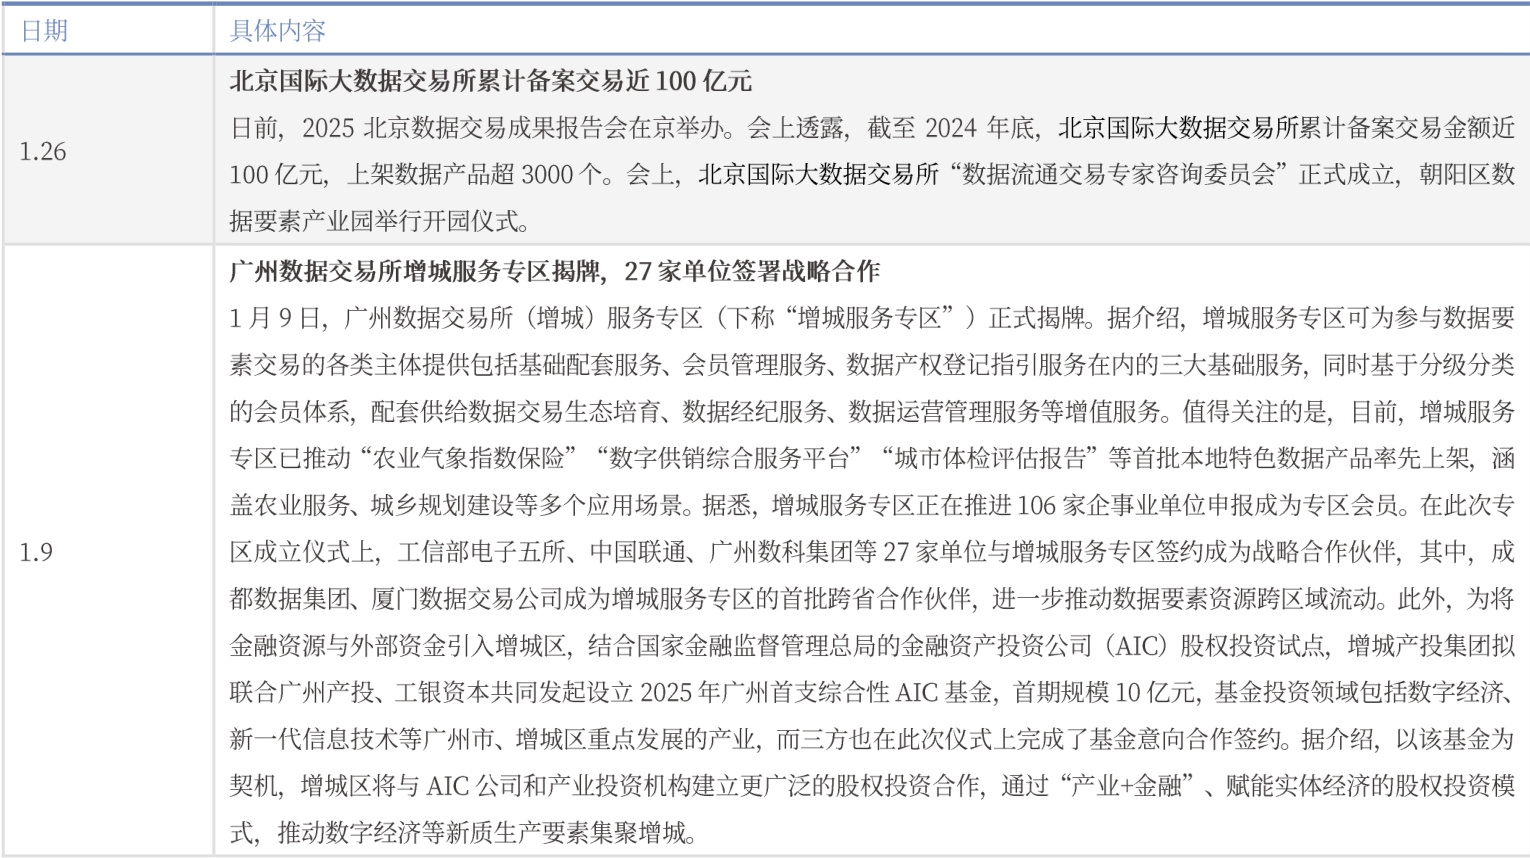 日期 具体内容
北京国际大数据交易所累计备案交易近 100 亿元
日前，2025 北京数据交易成果报告会在京举办。会上透露，截至 2024 年底，北京国际大数据交易所累计备案交易金额近
1.26
100 亿元，上架数据产品超 3000 个。会上，北京国际大数据交易所“数据流通交易专家咨询委员会”正式成立，朝阳区数
据要素产业园举行开园仪式。
广州数据交易所增城服务专区揭牌，27 家单位签署战略合作
1 月 9 日，广州数据交易所（增城）服务专区（下称“增城服务专区”）正式揭牌。据介绍，增城服务专区可为参与数据要
素交易的各类主体提供包括基础配套服务、会员管理服务、数据产权登记指引服务在内的三大基础服务，同时基于分级分类
的会员体系，配套供给数据交易生态培育、数据经纪服务、数据运营管理服务等增值服务。值得关注的是，目前，增城服务
专区已推动“农业气象指数保险”“数字供销综合服务平台”“城市体检评估报告”等首批本地特色数据产品率先上架，涵
盖农业服务、城乡规划建设等多个应用场景。据悉，增城服务专区正在推进 106 家企事业单位申报成为专区会员。在此次专
1.9
区成立仪式上，工信部电子五所、中国联通、广州数科集团等 27 家单位与增城服务专区签约成为战略合作伙伴，其中，成
都数据集团、厦门数据交易公司成为增城服务专区的首批跨省合作伙伴，进一步推动数据要素资源跨区域流动。此外，为将
金融资源与外部资金引入增城区，结合国家金融监督管理总局的金融资产投资公司（AIC）股权投资试点，增城产投集团拟
联合广州产投、工银资本共同发起设立 2025 年广州首支综合性 AIC 基金，首期规模 10 亿元，基金投资领域包括数字经济、
新一代信息技术等广州市、增城区重点发展的产业，而三方也在此次仪式上完成了基金意向合作签约。据介绍，以该基金为
契机，增城区将与 AIC 公司和产业投资机构建立更广泛的股权投资合作，通过“产业+金融”、赋能实体经济的股权投资模
式，推动数字经济等新质生产要素集聚增城。